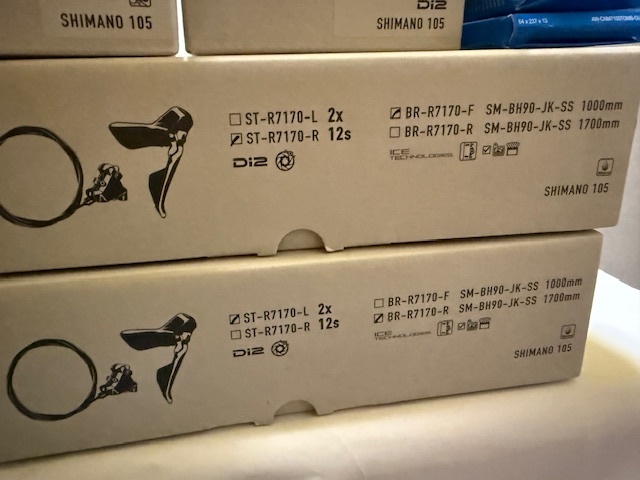 SHIMANO 105
Di2
SHIMANO 105
ST-R7170-L 2x
ST-R7170-R 12s
Di2
BR-R7170-F SM-BH90-JK-SS 1000mm
BR-R7170-R SM-BH90-JK-SS 1700mm
ICE
TECHNOLOGIES
SHIMANO 105
ST-R7170-L 2x
ST-R7170-R 12s
Di2
BR-R7170-F SM-BH90-JK-SS 1000mm
BR-R7170-R SM-BH90-JK-SS 1700mm
ICE
TECHNOLOGIES
SHIMANO 105